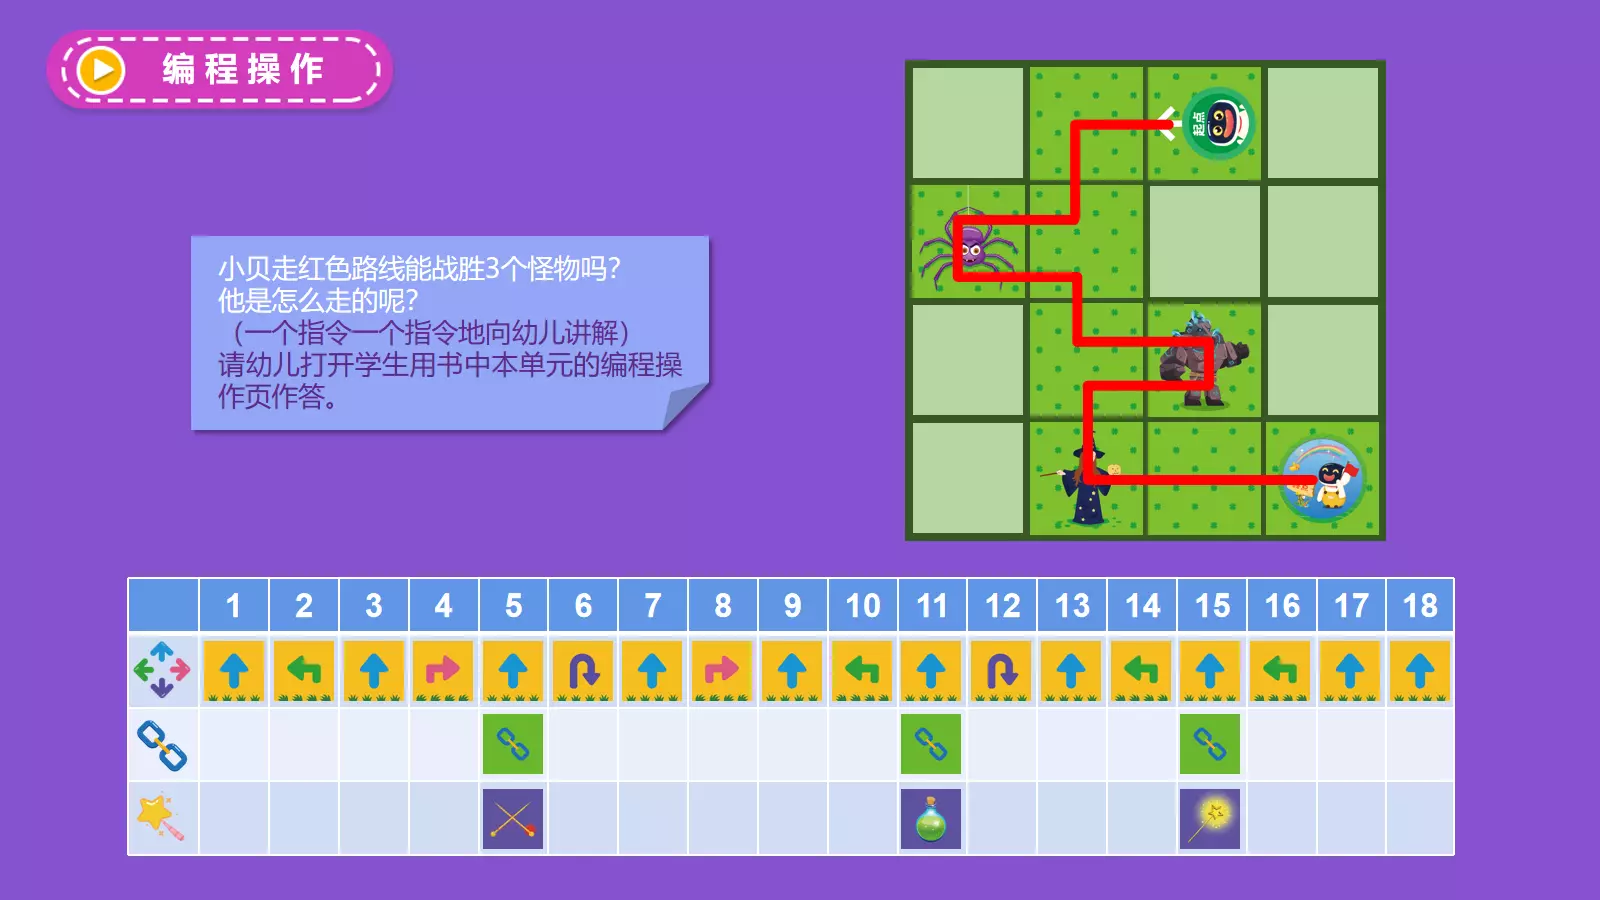 编程操作
起点
小贝走红色路线能战胜3个怪物吗？
他是怎么走的呢？
（一个指令一个指令地向幼儿讲解）
请幼儿打开学生用书中本单元的编程操
作页作答。
1 2 3 4 5 6 7 8 9 10 11 12 13 14 15 16 17 18